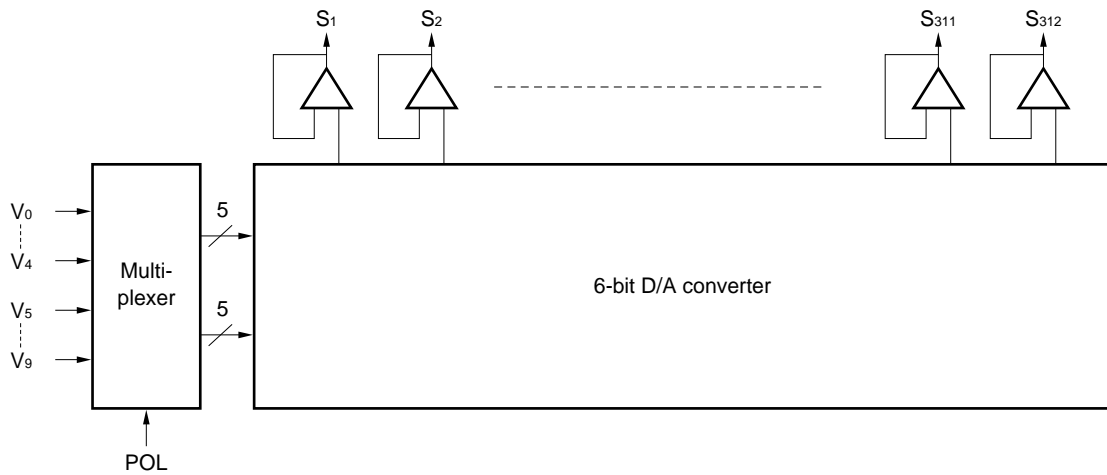 S1 S2 S311 S312
V0
5
V4
Multi-
plexer
6-bit D/A converter
V5
5
V9
POL